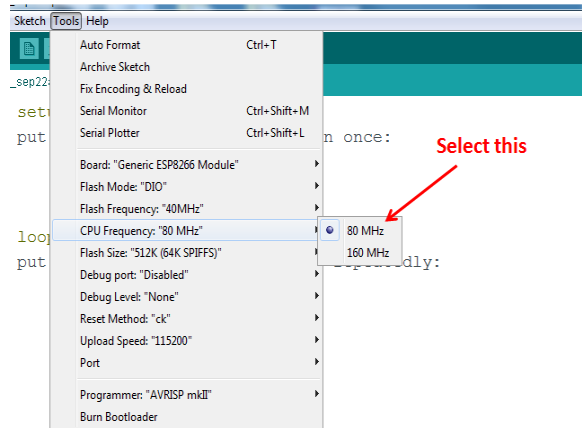 Sketch Tools Help
Auto Format Ctrl+T
Archive Sketch
_sep22
Fix Encoding & Reload
Serial Monitor Ctrl+Shift+M
Serial Plotter Ctrl+Shift+L
put n once:
Select this
Board: "Generic ESP8266 Module"
Flash Mode: "DIO"
Flash Frequency: "40MHz"
CPU Frequency: "80 MHz"
80 MHz
loop
Flash Size: "512K (64K SPIFFS)"
160 MHz
put repeatedly:
Debug port: "Disabled"
Debug Level: "None"
Reset Method: "ck"
Upload Speed: "115200"
Port
Programmer: "AVRISP mkII"
Burn Bootloader